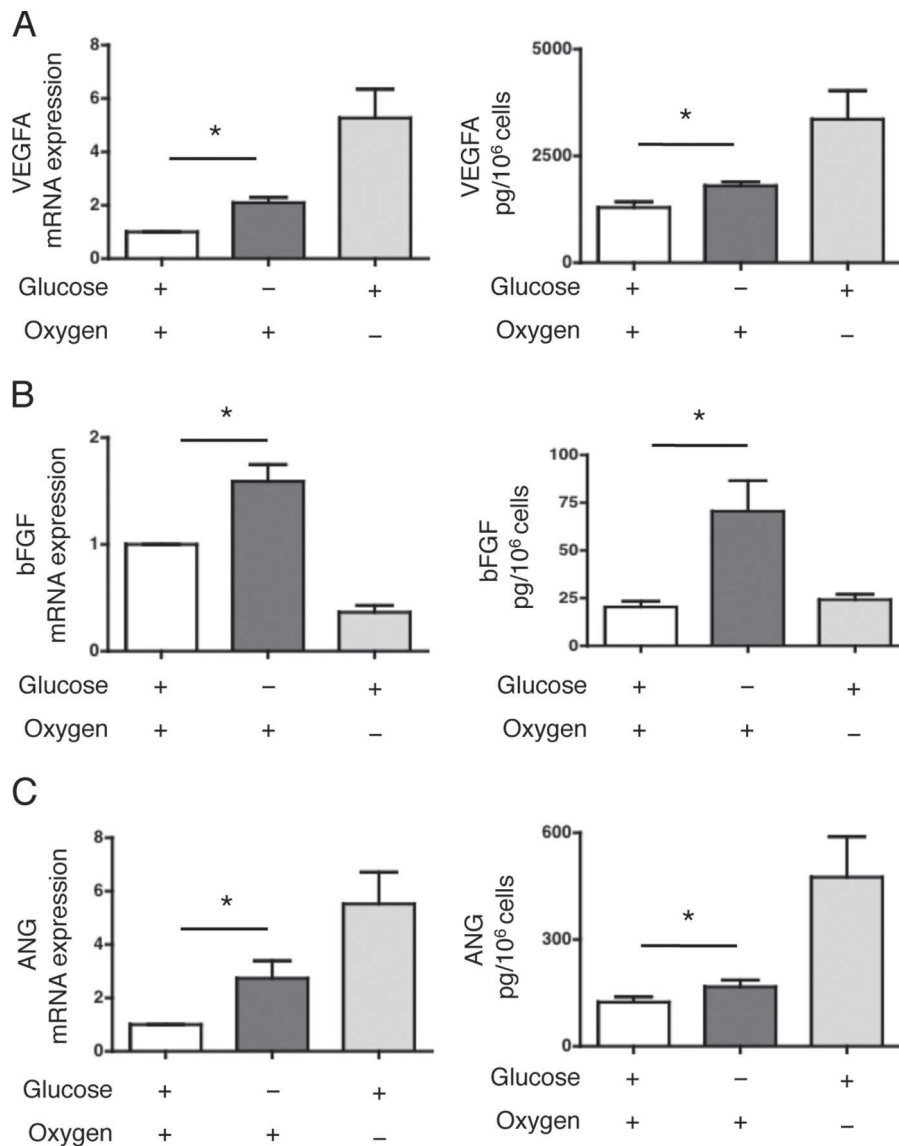 A
VEGFA
mRNA expression
8
6
4
2
0
*
Glucose + − +
Oxygen + + −
VEGFA
pg/10⁶ cells
5000
2500
0
*
+ − +
+ + −
B
bFGF
mRNA expression
2
1
0
*
Glucose + − +
Oxygen + + −
bFGF
pg/10⁶ cells
100
75
50
25
0
*
Glucose + − +
Oxygen + + −
C
ANG
mRNA expression
8
6
4
2
0
*
Glucose + − +
Oxygen + + −
ANG
pg/10⁶ cells
600
300
0
*
Glucose + − +
Oxygen + + −